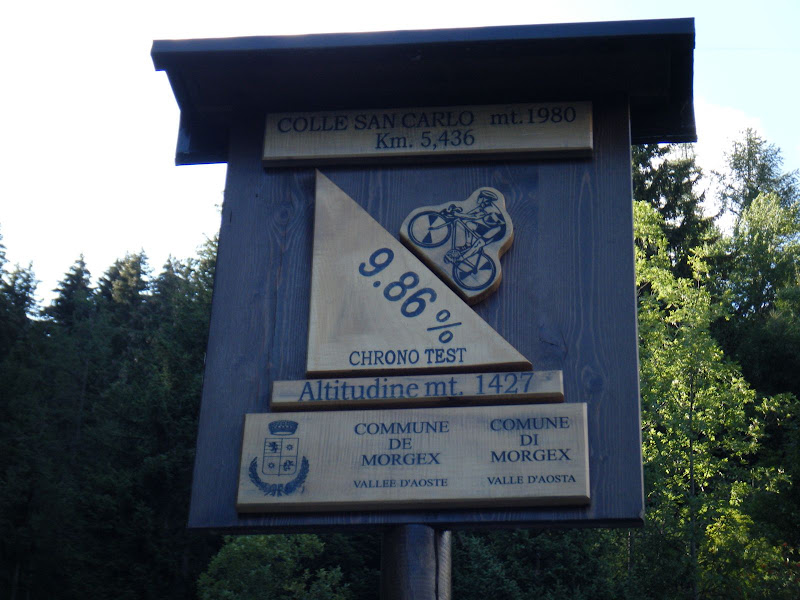 COLLE SAN CARLO mt.1980
Km. 5,436
9.86 %
CHRONO TEST
Altitudine mt. 1427
COMMUNE
DE
MORGEX
VALLEE D'AOSTE
COMUNE
DI
MORGEX
VALLE D'AOSTA